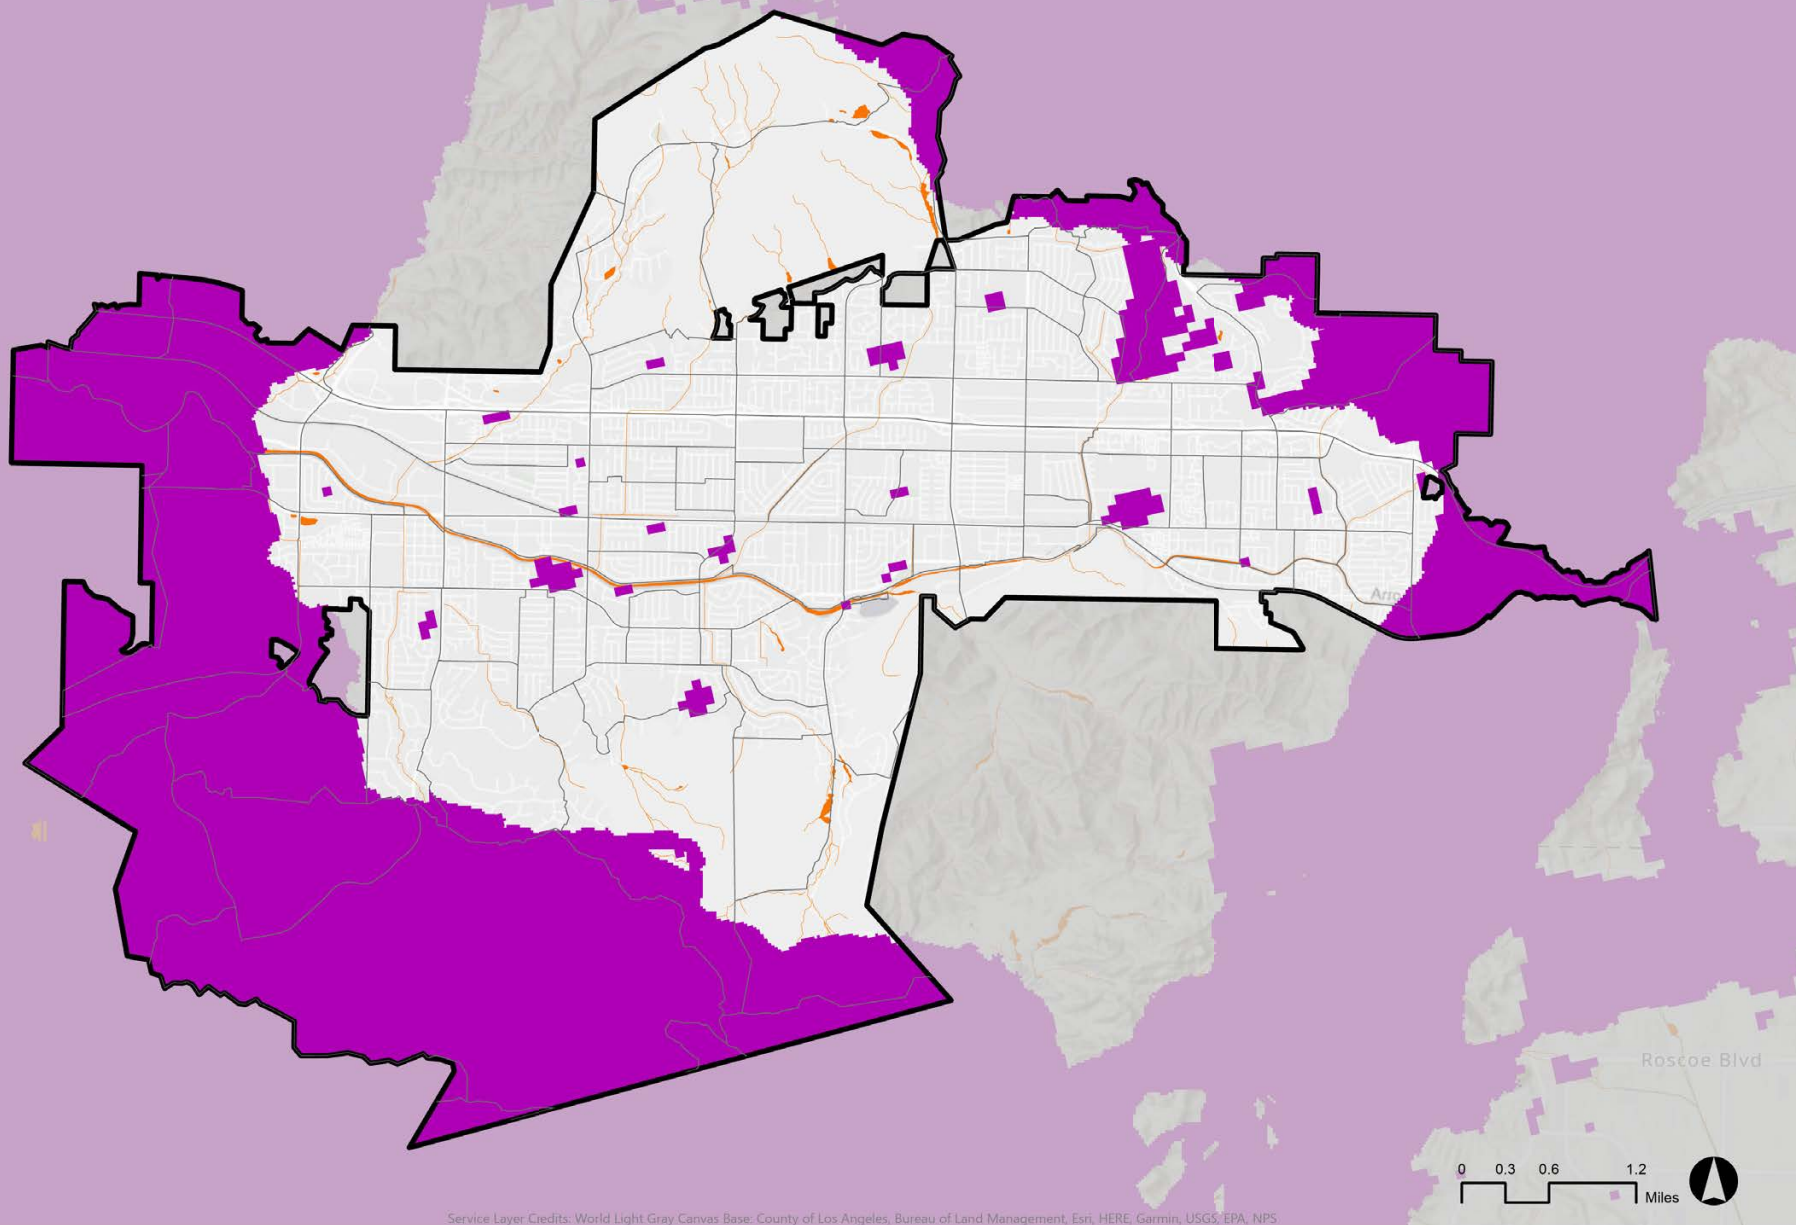 Roscoe Blvd
0 0.3 0.6 1.2
Miles
Service Layer Credits: World Light Gray Canvas Base: County of Los Angeles, Bureau of Land Management, Esri, HERE, Garmin, USGS, EPA, NPS